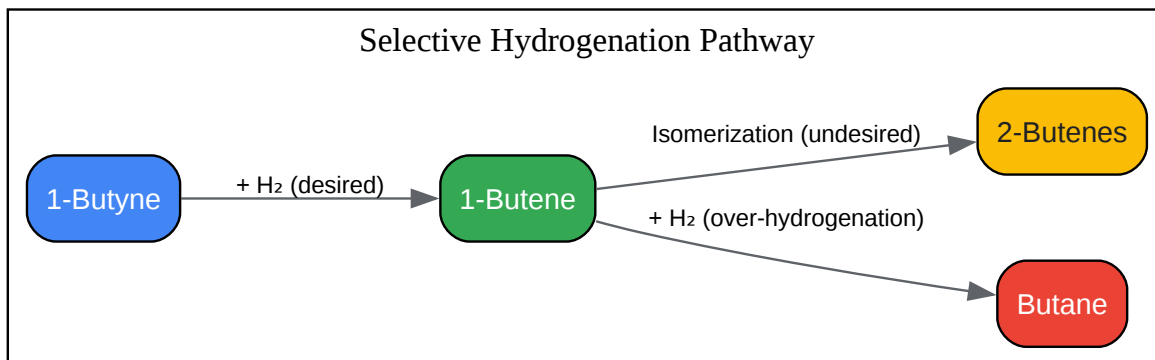 Selective Hydrogenation Pathway
Isomerization (undesired)
2-Butenes
1-Butyne
+ H₂ (desired)
1-Butene
+ H₂ (over-hydrogenation)
Butane